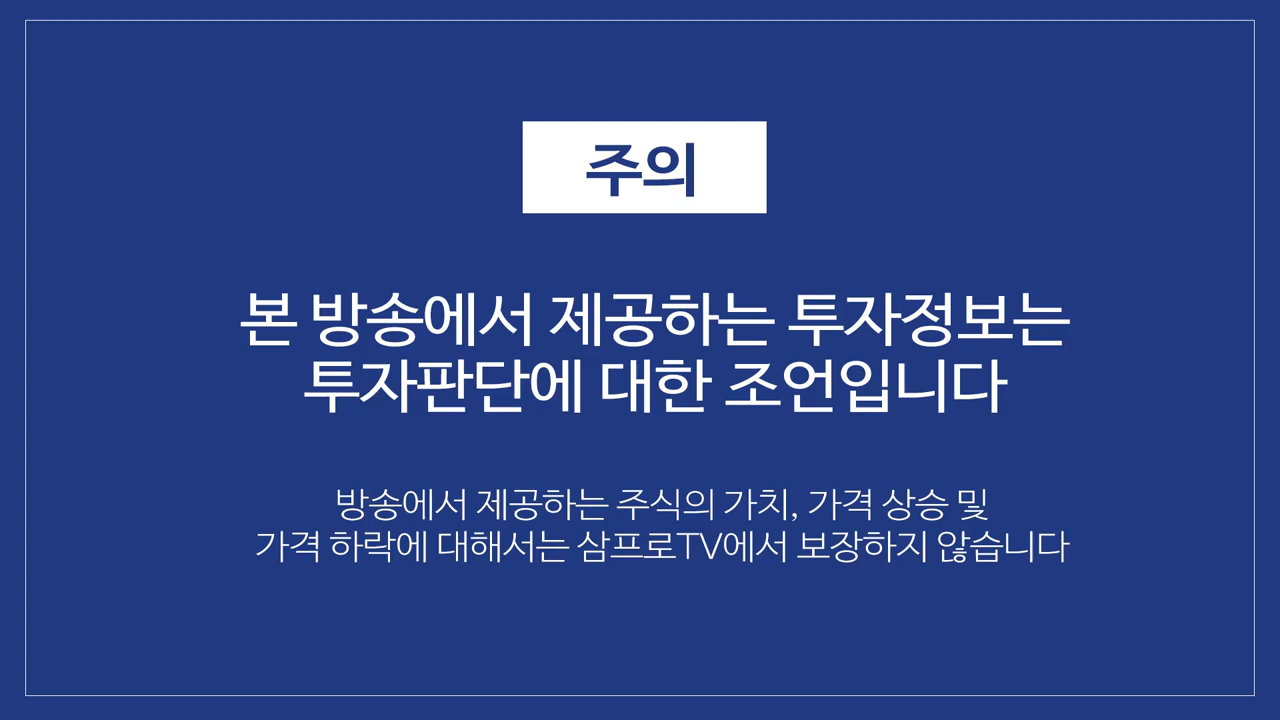 주의
본 방송에서 제공하는 투자정보는
투자판단에 대한 조언입니다
방송에서 제공하는 주식의 가치, 가격 상승 및
가격 하락에 대해서는 삼프로TV에서 보장하지 않습니다